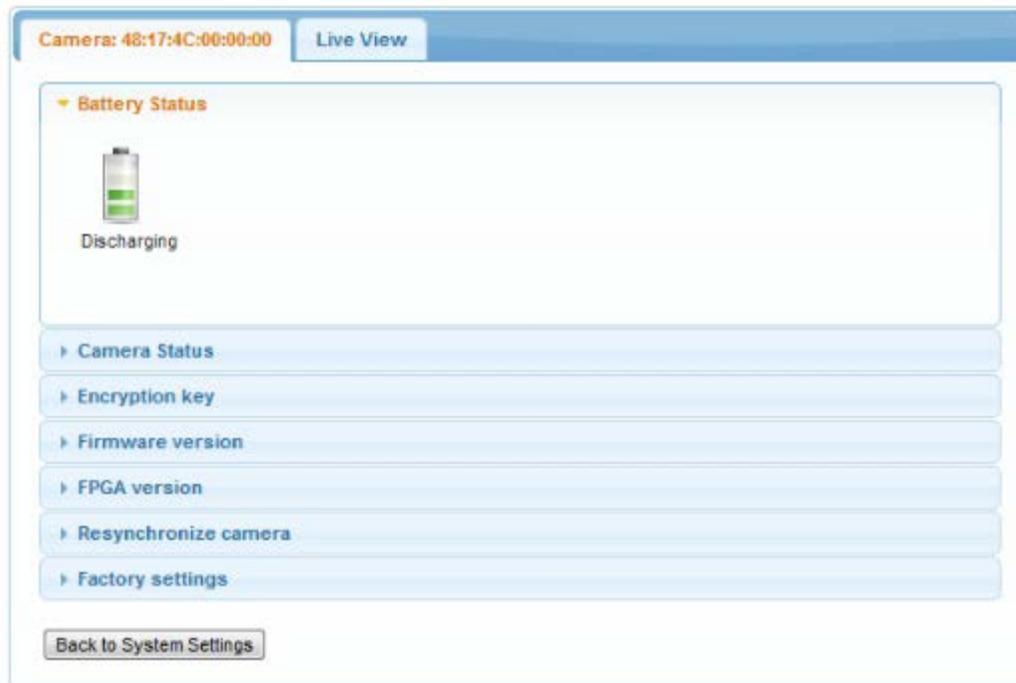 Camera: 48:17:4C:00:00:00 Live View
Battery Status
Discharging
Camera Status
Encryption key
Firmware version
FPGA version
Resynchronize camera
Factory settings
Back to System Settings